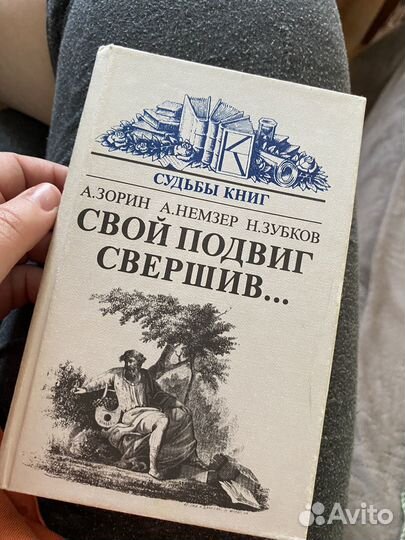 К
СУДЬБЫ КНИГ
А.ЗОРИН А.НЕМЗЕР Н.ЗУБКОВ
СВОЙ ПОДВИГ
СВЕРШИВ...
Avito